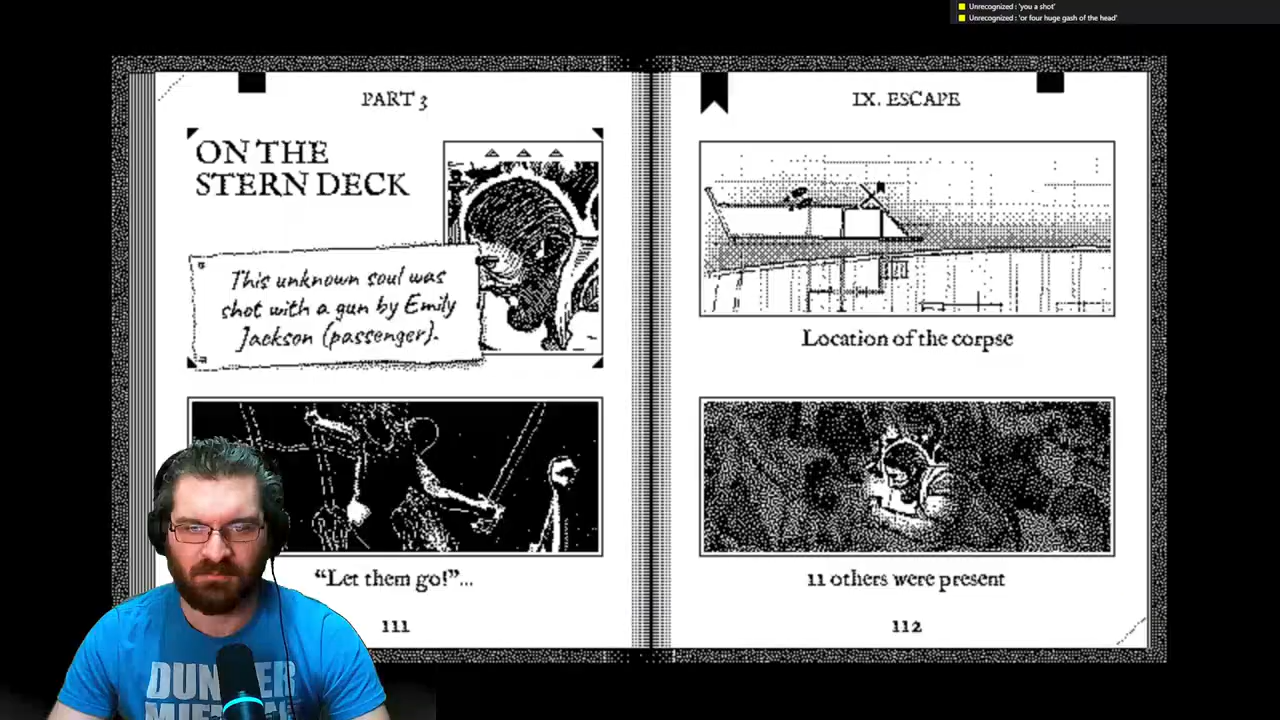 Unrecognized : 'you a shot'
Unrecognized : 'or four huge gash of the head'
PART 3
ON THE
STERN DECK
This unknown soul was
shot with a gun by Emily
Jackson (passenger).
"Let them go!"...
111
IX. ESCAPE
Location of the corpse
11 others were present
112
DUN ER